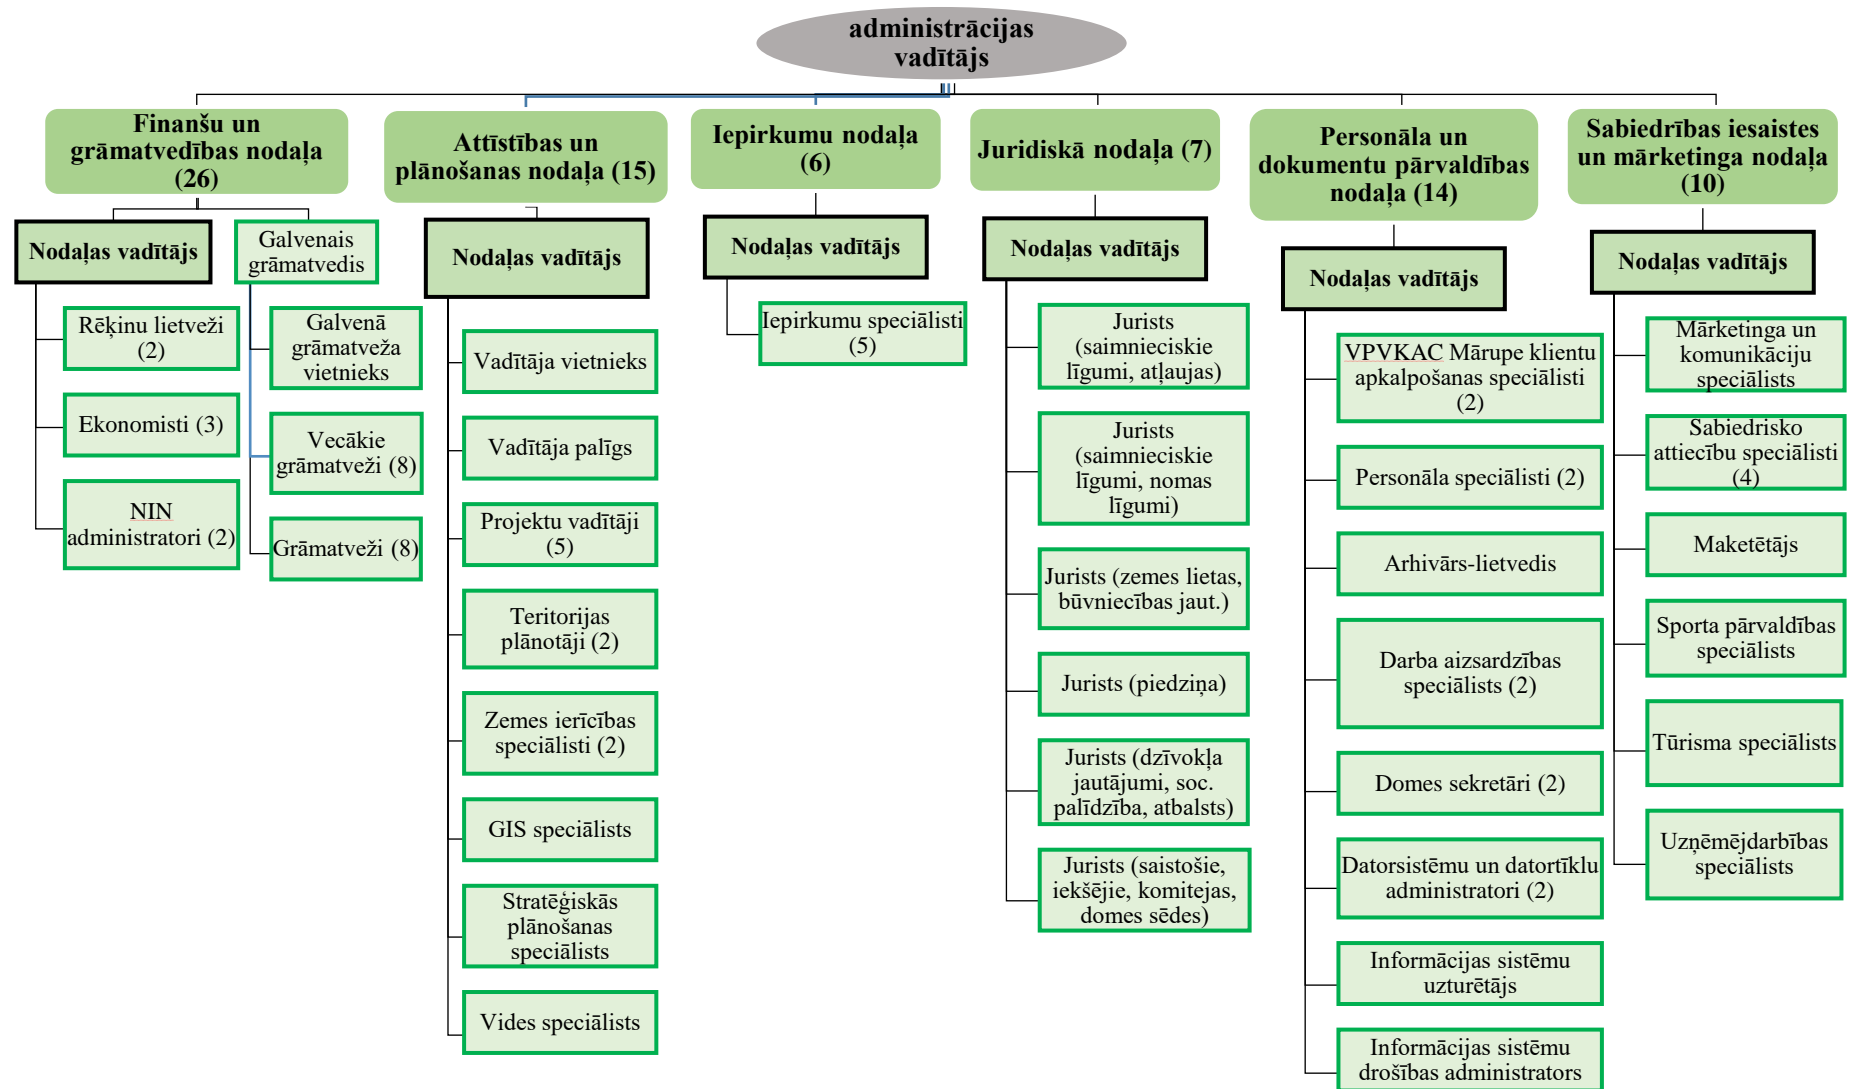 administrācijas
vadītājs
Finanšu un
grāmatvedības nodaļa
(26)
Nodaļas vadītājs
Rēķinu lietveži
(2)
Ekonomisti (3)
NIN
administratori (2)
Galvenais
grāmatvedis
Galvenā
grāmatveža
vietnieks
Vecākie
grāmatveži (8)
Grāmatveži (8)
Attīstības un
plānošanas nodaļa (15)
Nodaļas vadītājs
Vadītāja vietnieks
Vadītāja palīgs
Projektu vadītāji
(5)
Teritorijas
plānotāji (2)
Zemes ierīcības
speciālisti (2)
GIS speciālists
Stratēģiskās
plānošanas
speciālists
Vides speciālists
Iepirkumu nodaļa
(6)
Nodaļas vadītājs
Iepirkumu speciālisti
(5)
Juridiskā nodaļa (7)
Nodaļas vadītājs
Jurists
(saimnieciskie
līgumi, atļaujas)
Jurists
(saimnieciskie
līgumi, nomas
līgumi)
Jurists (zemes lietas,
būvniecības jaut.)
Jurists (piedziņa)
Jurists (dzīvokļa
jautājumi, soc.
palīdzība, atbalsts)
Jurists (saistošie,
iekšējie, komitejas,
domes sēdes)
Personāla un
dokumentu pārvaldības
nodaļa (14)
Nodaļas vadītājs
VPVKAC Mārupe klientu
apkalpošanas speciālisti
(2)
Personāla speciālisti (2)
Arhivārs-lietvedis
Darba aizsardzības
speciālists (2)
Domes sekretāri (2)
Datorsistēmu un datortīklu
administratori (2)
Informācijas sistēmu
uzturētājs
Informācijas sistēmu
drošības administrators
Sabiedrības iesaistes
un mārketinga nodaļa
(10)
Nodaļas vadītājs
Mārketinga un
komunikāciju
speciālists
Sabiedrisko
attiecību speciālisti
(4)
Maketētājs
Sporta pārvaldības
speciālists
Tūrisma speciālists
Uzņēmējdarbības
speciālists